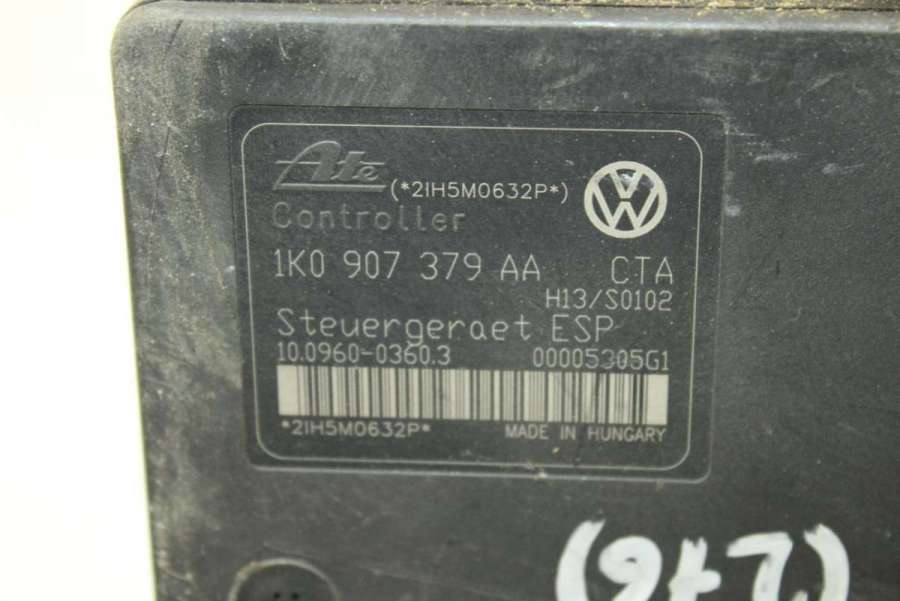 Ate (*2IH5M0632P*) VW
Controller
1K0 907 379 AA CTA
H13/S0102
Steuergeraet ESP
10.0960-0360.3 00005305G1
*2IH5M0632P*
MADE IN HUNGARY